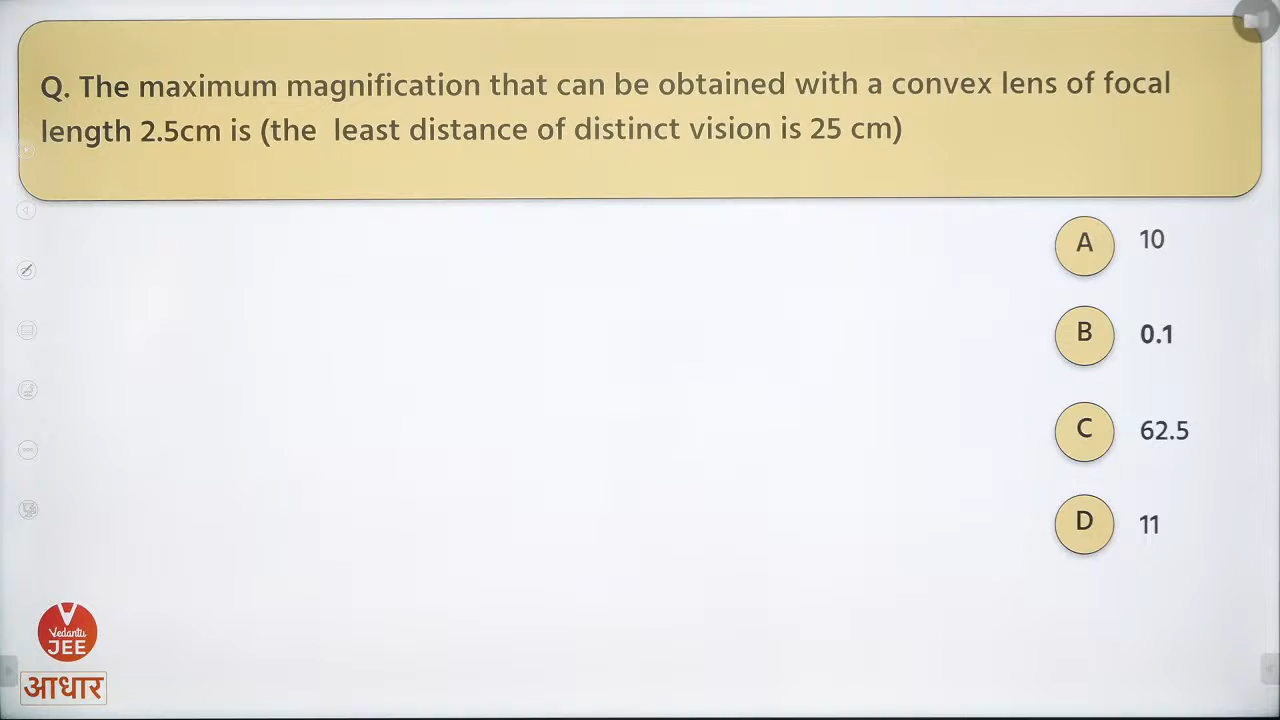 Q. The maximum magnification that can be obtained with a convex lens of focal
length 2.5cm is (the least distance of distinct vision is 25 cm)
A 10
B 0.1
C 62.5
D 11
Vedantu
JEE
आधार